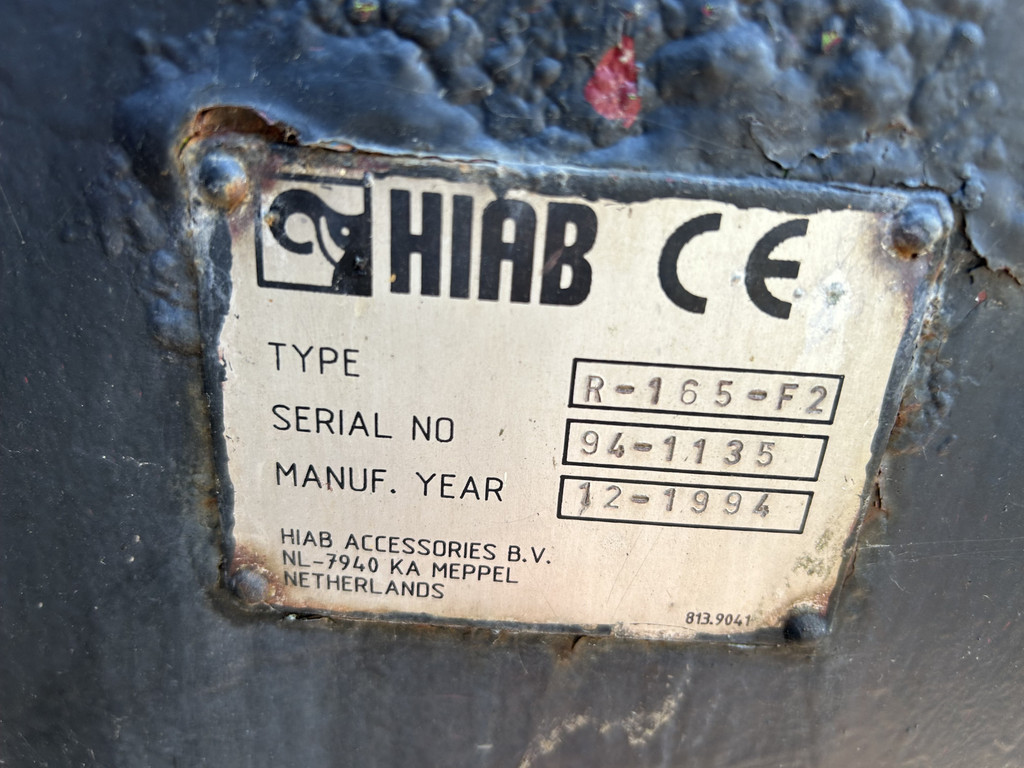 HIAB CE
TYPE R-165-F2
SERIAL NO 94-1135
MANUF. YEAR 12-1994
HIAB ACCESSORIES B.V.
NL-7940 KA MEPPEL
NETHERLANDS
813.9041